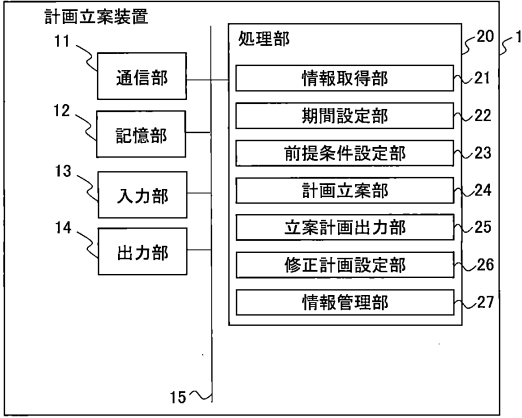 計画立案装置
1
11
通信部
12
記憶部
13
入力部
14
出力部
15
処理部
20
情報取得部
21
期間設定部
22
前提条件設定部
23
計画立案部
24
立案計画出力部
25
修正計画設定部
26
情報管理部
27